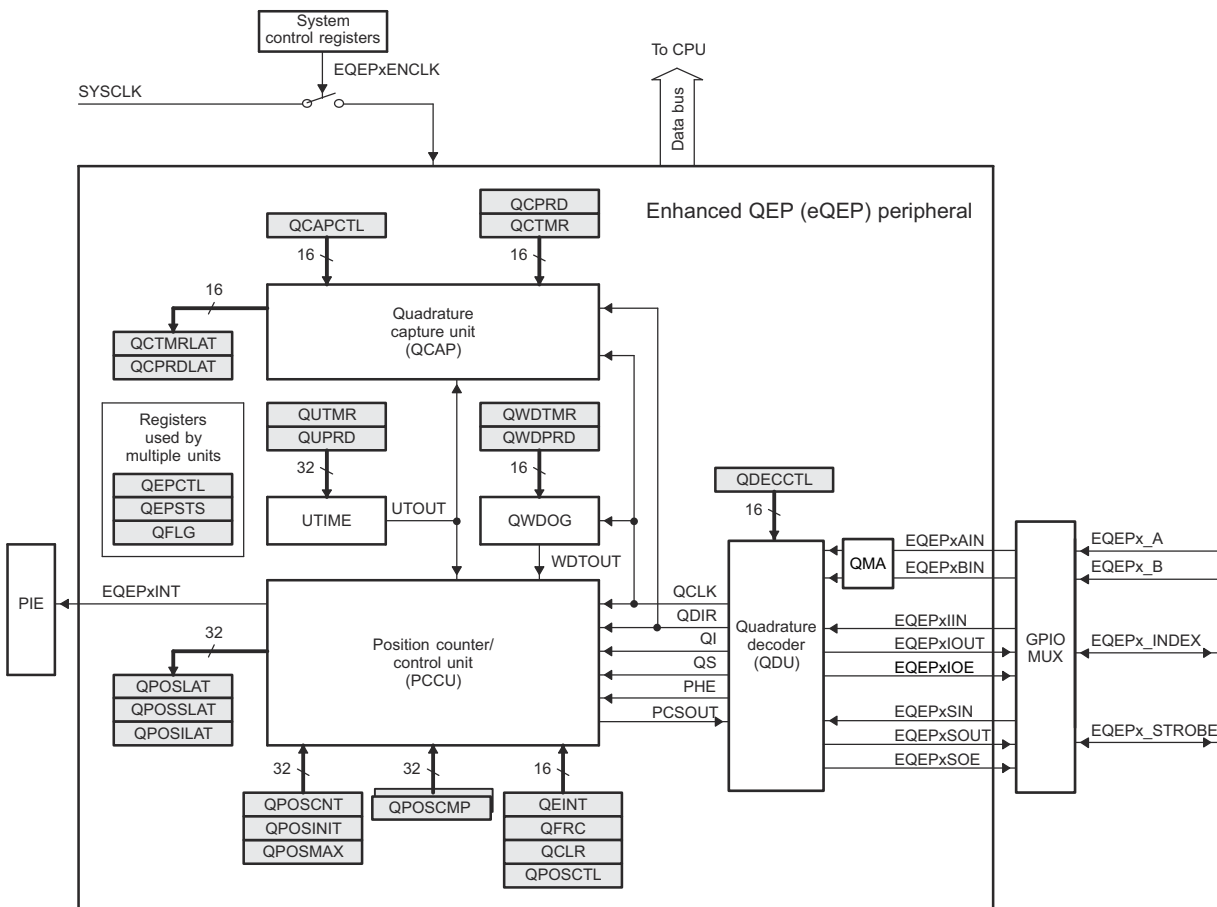 System
control registers
To CPU
EQEPxENCLK
SYSCLK
Data bus
Enhanced QEP (eQEP) peripheral
QCAPCTL
QCPRD
QCTMR
16
16
16
Quadrature
capture unit
(QCAP)
QCTMRLAT
QCPRDLAT
Registers
used by
multiple units
QEPCTL
QEPSTS
QFLG
QUTMR
QUPRD
32
QWDTMR
QWDPRD
16
UTIME
UTOUT
QWDOG
WDTOUT
QDECCTL
16
PIE
EQEPxINT
32
Position counter/
control unit
(PCCU)
QCLK
QDIR
QI
QS
PHE
PCSOUT
Quadrature
decoder
(QDU)
QMA
EQEPxAIN
EQEPxBIN
EQEPxIIN
EQEPxIOUT
EQEPxIOE
EQEPxSIN
EQEPxSOUT
EQEPxSOE
GPIO
MUX
EQEPx_A
EQEPx_B
EQEPx_INDEX
EQEPx_STROBE
QPOSLAT
QPOSSLAT
QPOSILAT
32
32
16
QPOSCNT
QPOSINIT
QPOSMAX
QPOSCMP
QEINT
QFRC
QCLR
QPOSCTL